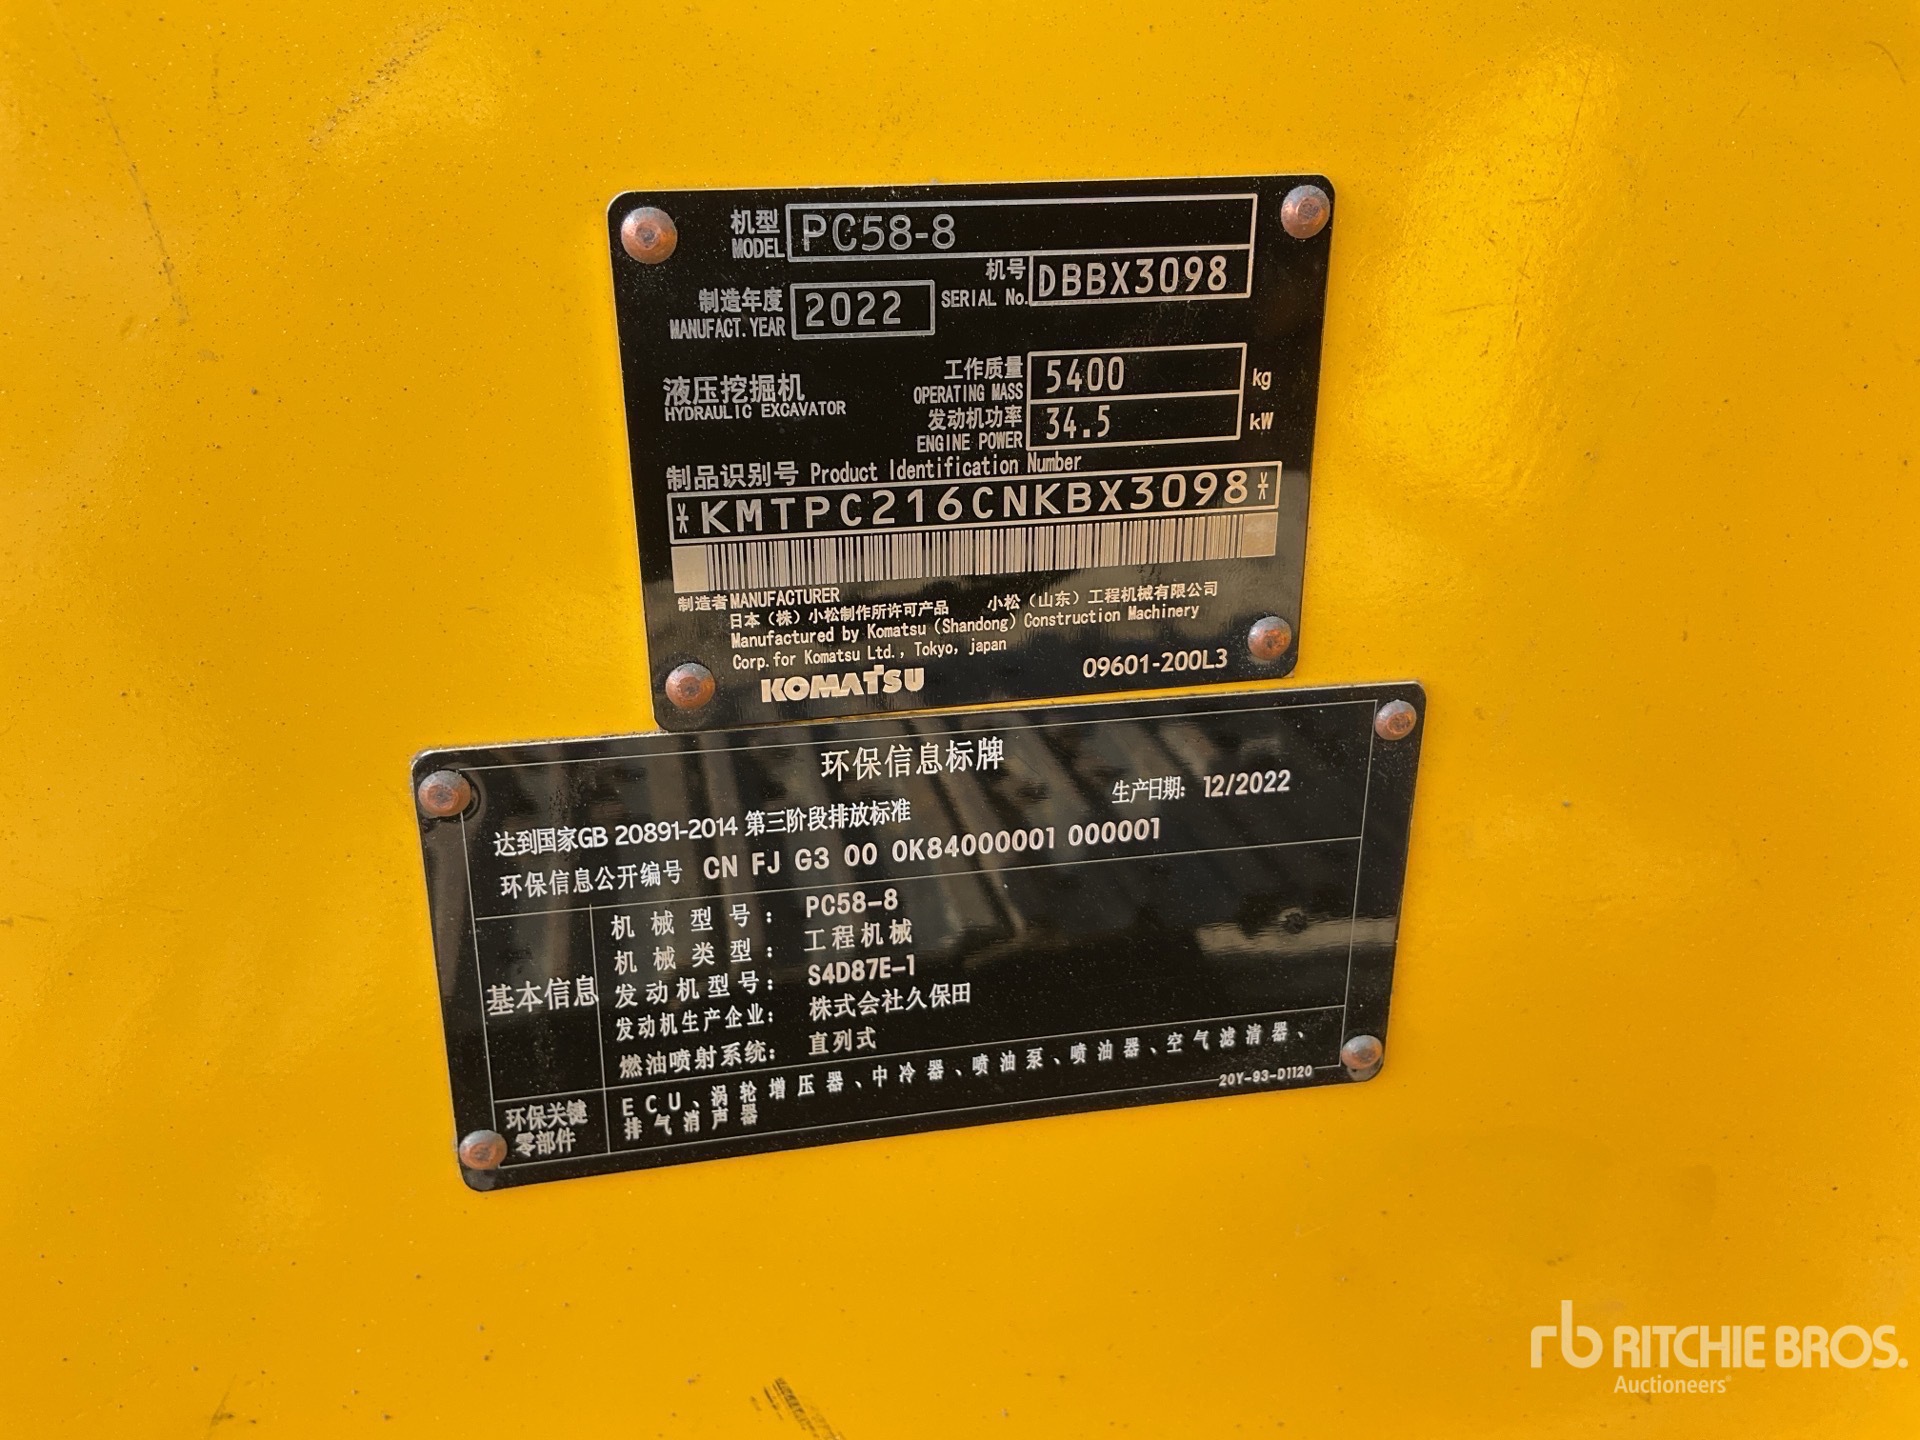 机型 MODEL PC58-8
机号 SERIAL No. DBBX3098
制造年度 MANUFACT. YEAR 2022
液压挖掘机
HYDRAULIC EXCAVATOR
工作质量 OPERATING MASS 5400 kg
发动机功率 ENGINE POWER 34.5 kW
制品识别号 Product Identification Number
*KMTPC216CNKBX3098*
制造者 MANUFACTURER
日本（株）小松制作所许可产品 小松（山东）工程机械有限公司
Manufactured by Komatsu (Shandong) Construction Machinery
Corp. for Komatsu Ltd., Tokyo, japan
KOMATSU 09601-200L3
环保信息标牌
达到国家GB 20891-2014 第三阶段排放标准 生产日期: 12/2022
环保信息公开编号 CN FJ G3 00 0K84000001 000001
基本信息
机械型号: PC58-8
机械类型: 工程机械
发动机型号: S4D87E-1
发动机生产企业: 株式会社久保田
燃油喷射系统: 直列式
环保关键
零部件
ECU、涡轮增压器、中冷器、喷油泵、喷油器、空气滤清器、
排气消声器
20Y-93-D1120
rb RITCHIE BROS.
Auctioneers